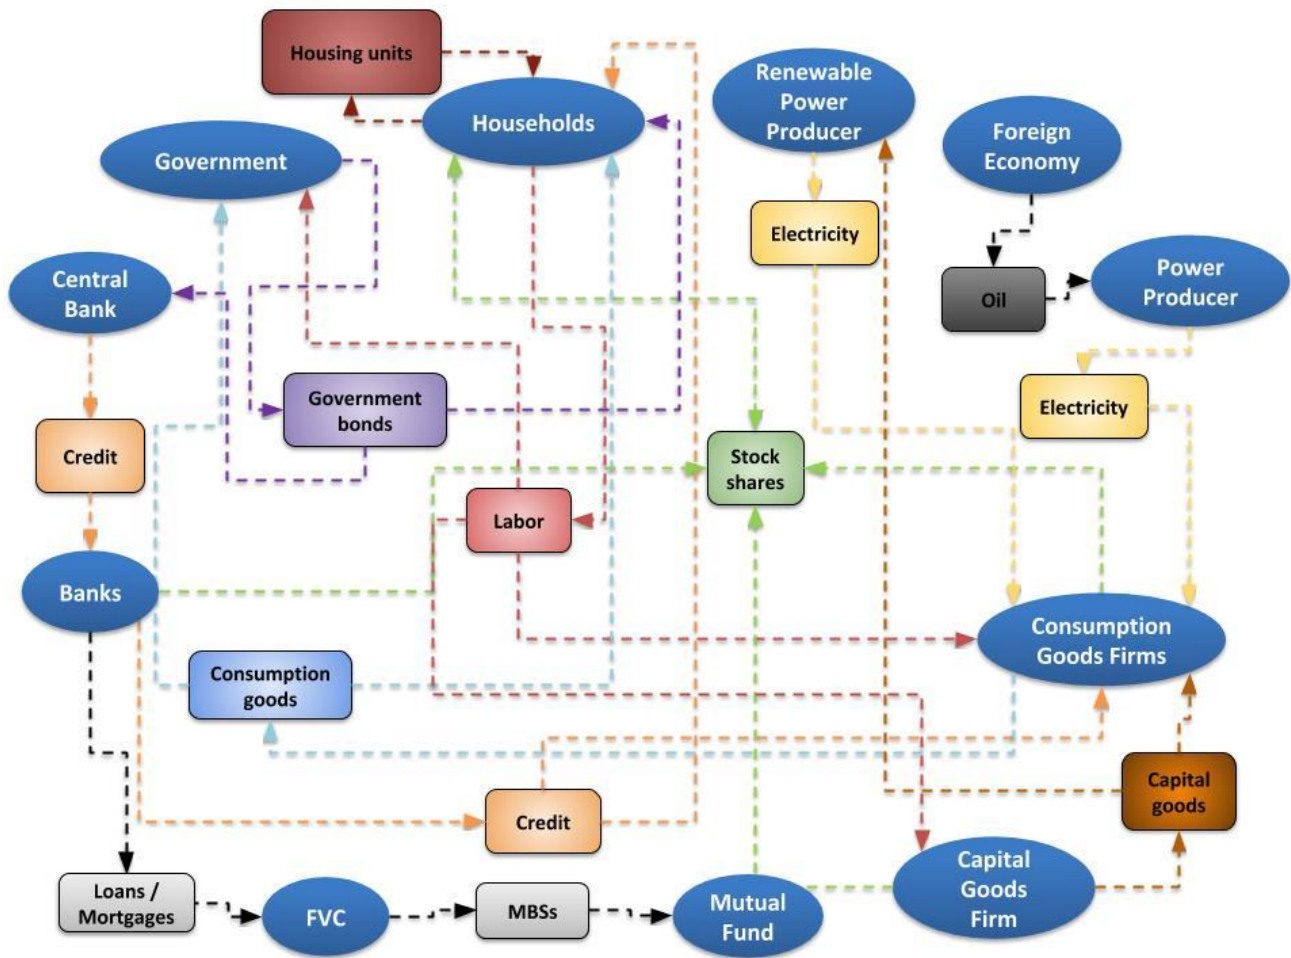 Housing units
Households
Renewable
Power
Producer
Foreign
Economy
Government
Electricity
Central
Bank
Oil
Power
Producer
Government
bonds
Electricity
Credit
Stock
shares
Labor
Banks
Consumption
Goods Firms
Consumption
goods
Capital
goods
Credit
Loans /
Mortgages
FVC
MBSs
Mutual
Fund
Capital
Goods
Firm